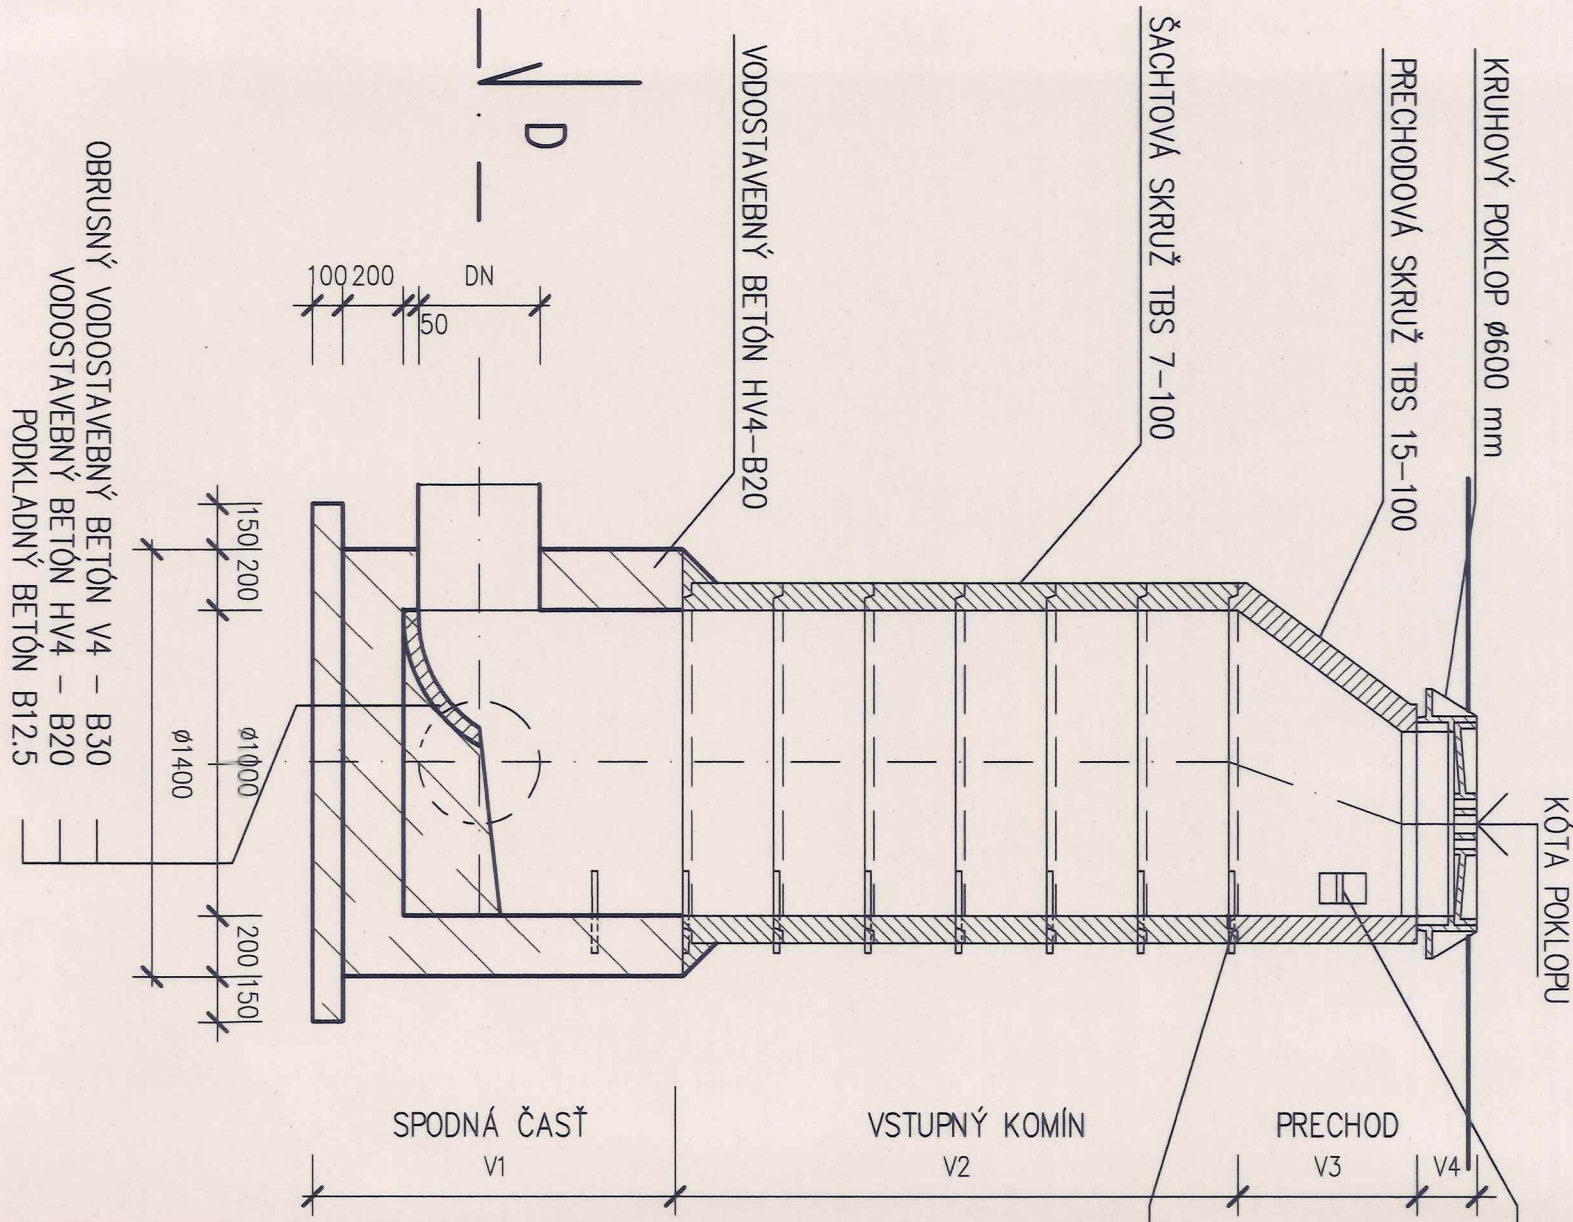 KRUHOVÝ POKLOP ø600 mm
PRECHODOVÁ SKRUŽ TBS 15-100
ŠACHTOVÁ SKRUŽ TBS 7-100
VODOSTAVEBNÝ BETÓN HV4-B20
D
KÓTA POKLOPU
100
200
50
DN
150
200
ø1000
200
150
ø1400
OBRUSNÝ VODOSTAVEBNÝ BETÓN V4 - B30
VODOSTAVEBNÝ BETÓN HV4 - B20
PODKLADNÝ BETÓN B12.5
SPODNÁ ČASŤ
V1
VSTUPNÝ KOMÍN
V2
PRECHOD
V3
V4